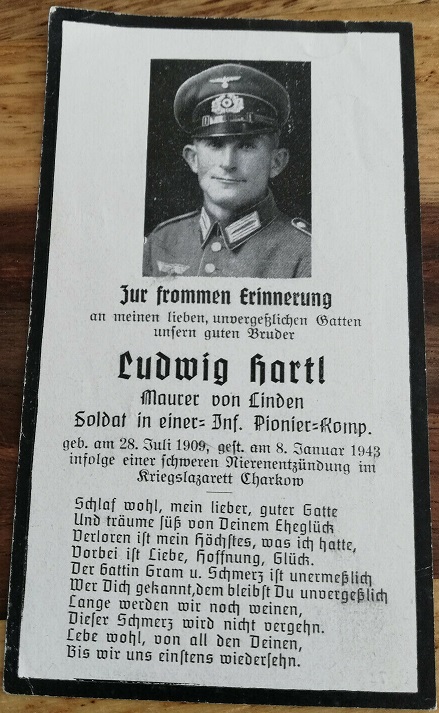 Zur frommen Erinnerung
an meinen lieben, unvergeßlichen Gatten
unsern guten Bruder
Ludwig Hartl
Maurer von Linden
Soldat in einer Inf. Pionier-Komp.
geb. am 28. Juli 1909, gest. am 8. Januar 1943
infolge einer schweren Nierenentzündung im
Kriegslazarett Charkow
Schlaf wohl, mein lieber, guter Gatte
Und träume süß von Deinem Eheglück
Verloren ist mein Höchstes, was ich hatte,
Vorbei ist Liebe, Hoffnung, Glück.
Der Gattin Gram u. Schmerz ist unermeßlich
Wer Dich gekannt, dem bleibst Du unvergeßlich
Lange werden wir noch weinen,
Dieser Schmerz wird nicht vergehn.
Lebe wohl, von all den Deinen,
Bis wir uns einstens wiedersehn.